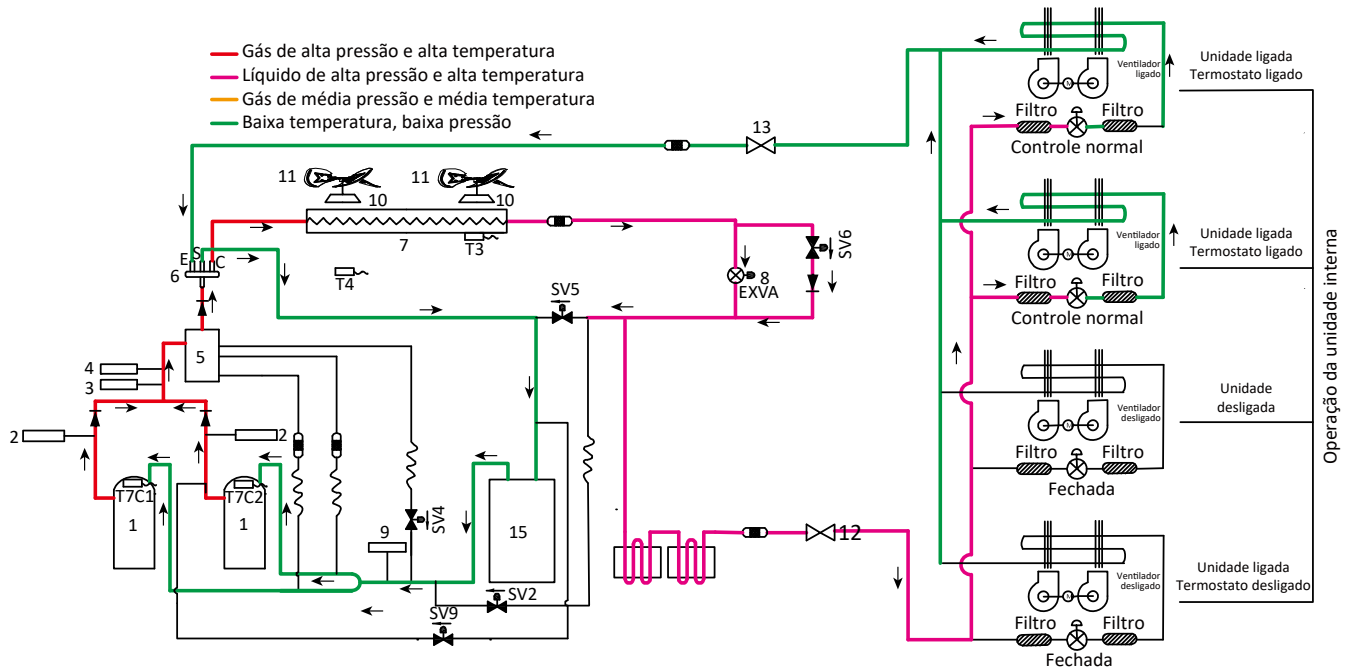 Gás de alta pressão e alta temperatura
Líquido de alta pressão e alta temperatura
Gás de média pressão e média temperatura
Baixa temperatura, baixa pressão
13
11
10
11
10
7
T3
T4
E
S
C
6
SV6
8
EXVA
SV5
5
4
3
2
2
T7C1
1
T7C2
1
9
SV4
15
SV2
SV9
12
Ventilador
ligado
M
Filtro
Filtro
Controle normal
Unidade ligada
Termostato ligado
Ventilador
ligado
M
Filtro
Filtro
Controle normal
Unidade ligada
Termostato ligado
Ventilador
desligado
M
Filtro
Filtro
Fechada
Unidade
desligada
Ventilador
desligado
M
Filtro
Filtro
Fechada
Unidade ligada
Termostato desligado
Operação da unidade interna